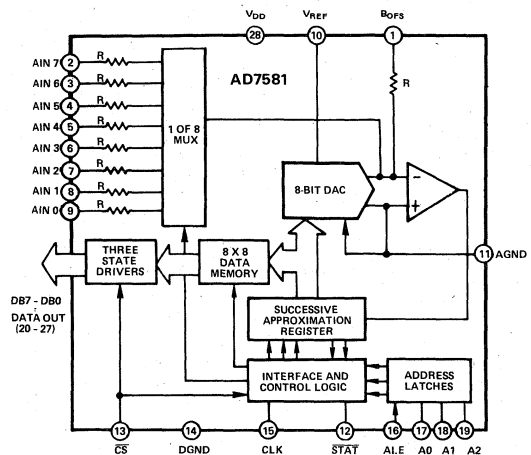 VDD VREF BOFS
28 10 1
AD7581
AIN 7 2 R
AIN 6 3 R
AIN 5 4 R
AIN 4 5 R
AIN 3 6 R
AIN 2 7 R
AIN 1 8 R
AIN 0 9 R
1 OF 8
MUX
R
8-BIT DAC
−
+
11 AGND
THREE
STATE
DRIVERS
8 X 8
DATA
MEMORY
DB7 - DB0
DATA OUT
(20 - 27)
SUCCESSIVE
APPROXIMATION
REGISTER
INTERFACE AND
CONTROL LOGIC
ADDRESS
LATCHES
13 14 15 12 16 17 18 19
CS DGND CLK STAT ALE A0 A1 A2